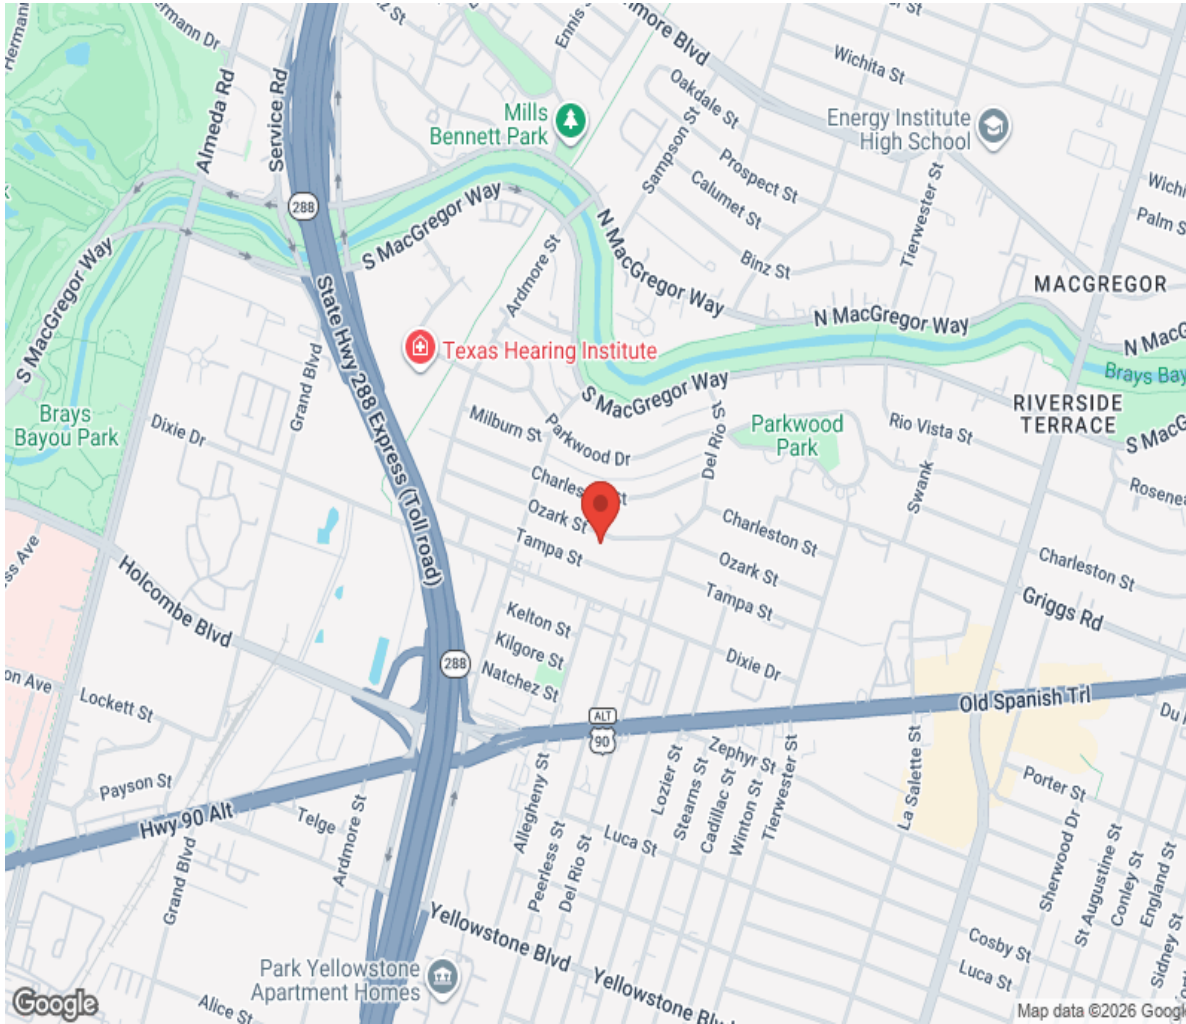 Hermann Dr
Ennis
Wichita St
Almeda Rd
Service Rd
Mills
Bennett Park
Oakdale St
Sampson St
Energy Institute
High School
Prospect St
Calumet St
Tierwester St
Palm S
288
S MacGregor Way
N MacGregor Way
Binz St
Ardmore St
MACGREGOR
S MacGregor Way
State Hwy 288 Express (Toll road)
N MacGregor Way
N MacG
Texas Hearing Institute
Grand Blvd
Brays Bay
S MacGregor Way
RIVERSIDE
TERRACE
Brays
Bayou Park
Dixie Dr
Milburn St
Parkwood Dr
Del Rio St
Parkwood
Park
Rio Vista St
S MacG
Swank
Charles
St
Ozark St
Tampa St
Charleston St
Ozark St
Tampa St
Charleston St
Griggs Rd
Holcombe Blvd
Kelton St
Kilgore St
Natchez St
Dixie Dr
288
Lockett St
Old Spanish Trl
ALT
90
Zephyr St
Payson St
Hwy 90 Alt
Telge
Ardmore St
Grand Blvd
Allegheny St
Peerless St
Del Rio St
Luca St
Lozier St
Stearns St
Cadillac St
Winton St
Tierwester St
La Salette St
Porter St
Sherwood Dr
St Augustine St
Conley St
England St
Sidney St
Yellowstone Blvd
Yellowstone Blv
Cosby St
Luca St
Park Yellowstone
Apartment Homes
Alice St
Google
Map data ©2026 Google